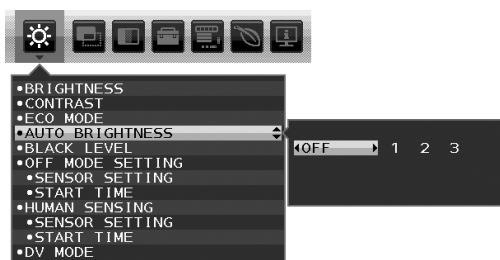 •BRIGHTNESS
•CONTRAST
•ECO MODE
•AUTO BRIGHTNESS
OFF 1 2 3
•BLACK LEVEL
•OFF MODE SETTING
•SENSOR SETTING
•START TIME
•HUMAN SENSING
•SENSOR SETTING
•START TIME
•DV MODE